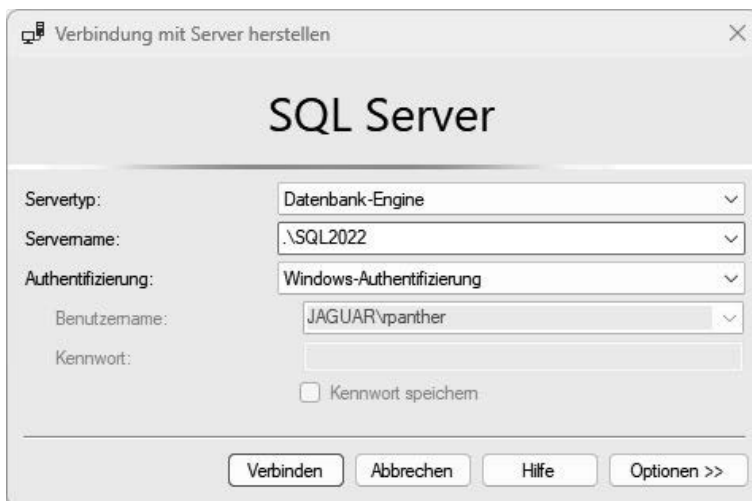 Verbindung mit Server herstellen
SQL Server
Servertyp: Datenbank-Engine
Servername: .\SQL2022
Authentifizierung: Windows-Authentifizierung
Benutzername: JAGUAR\rpanther
Kennwort:
Kennwort speichern
Verbinden Abbrechen Hilfe Optionen >>